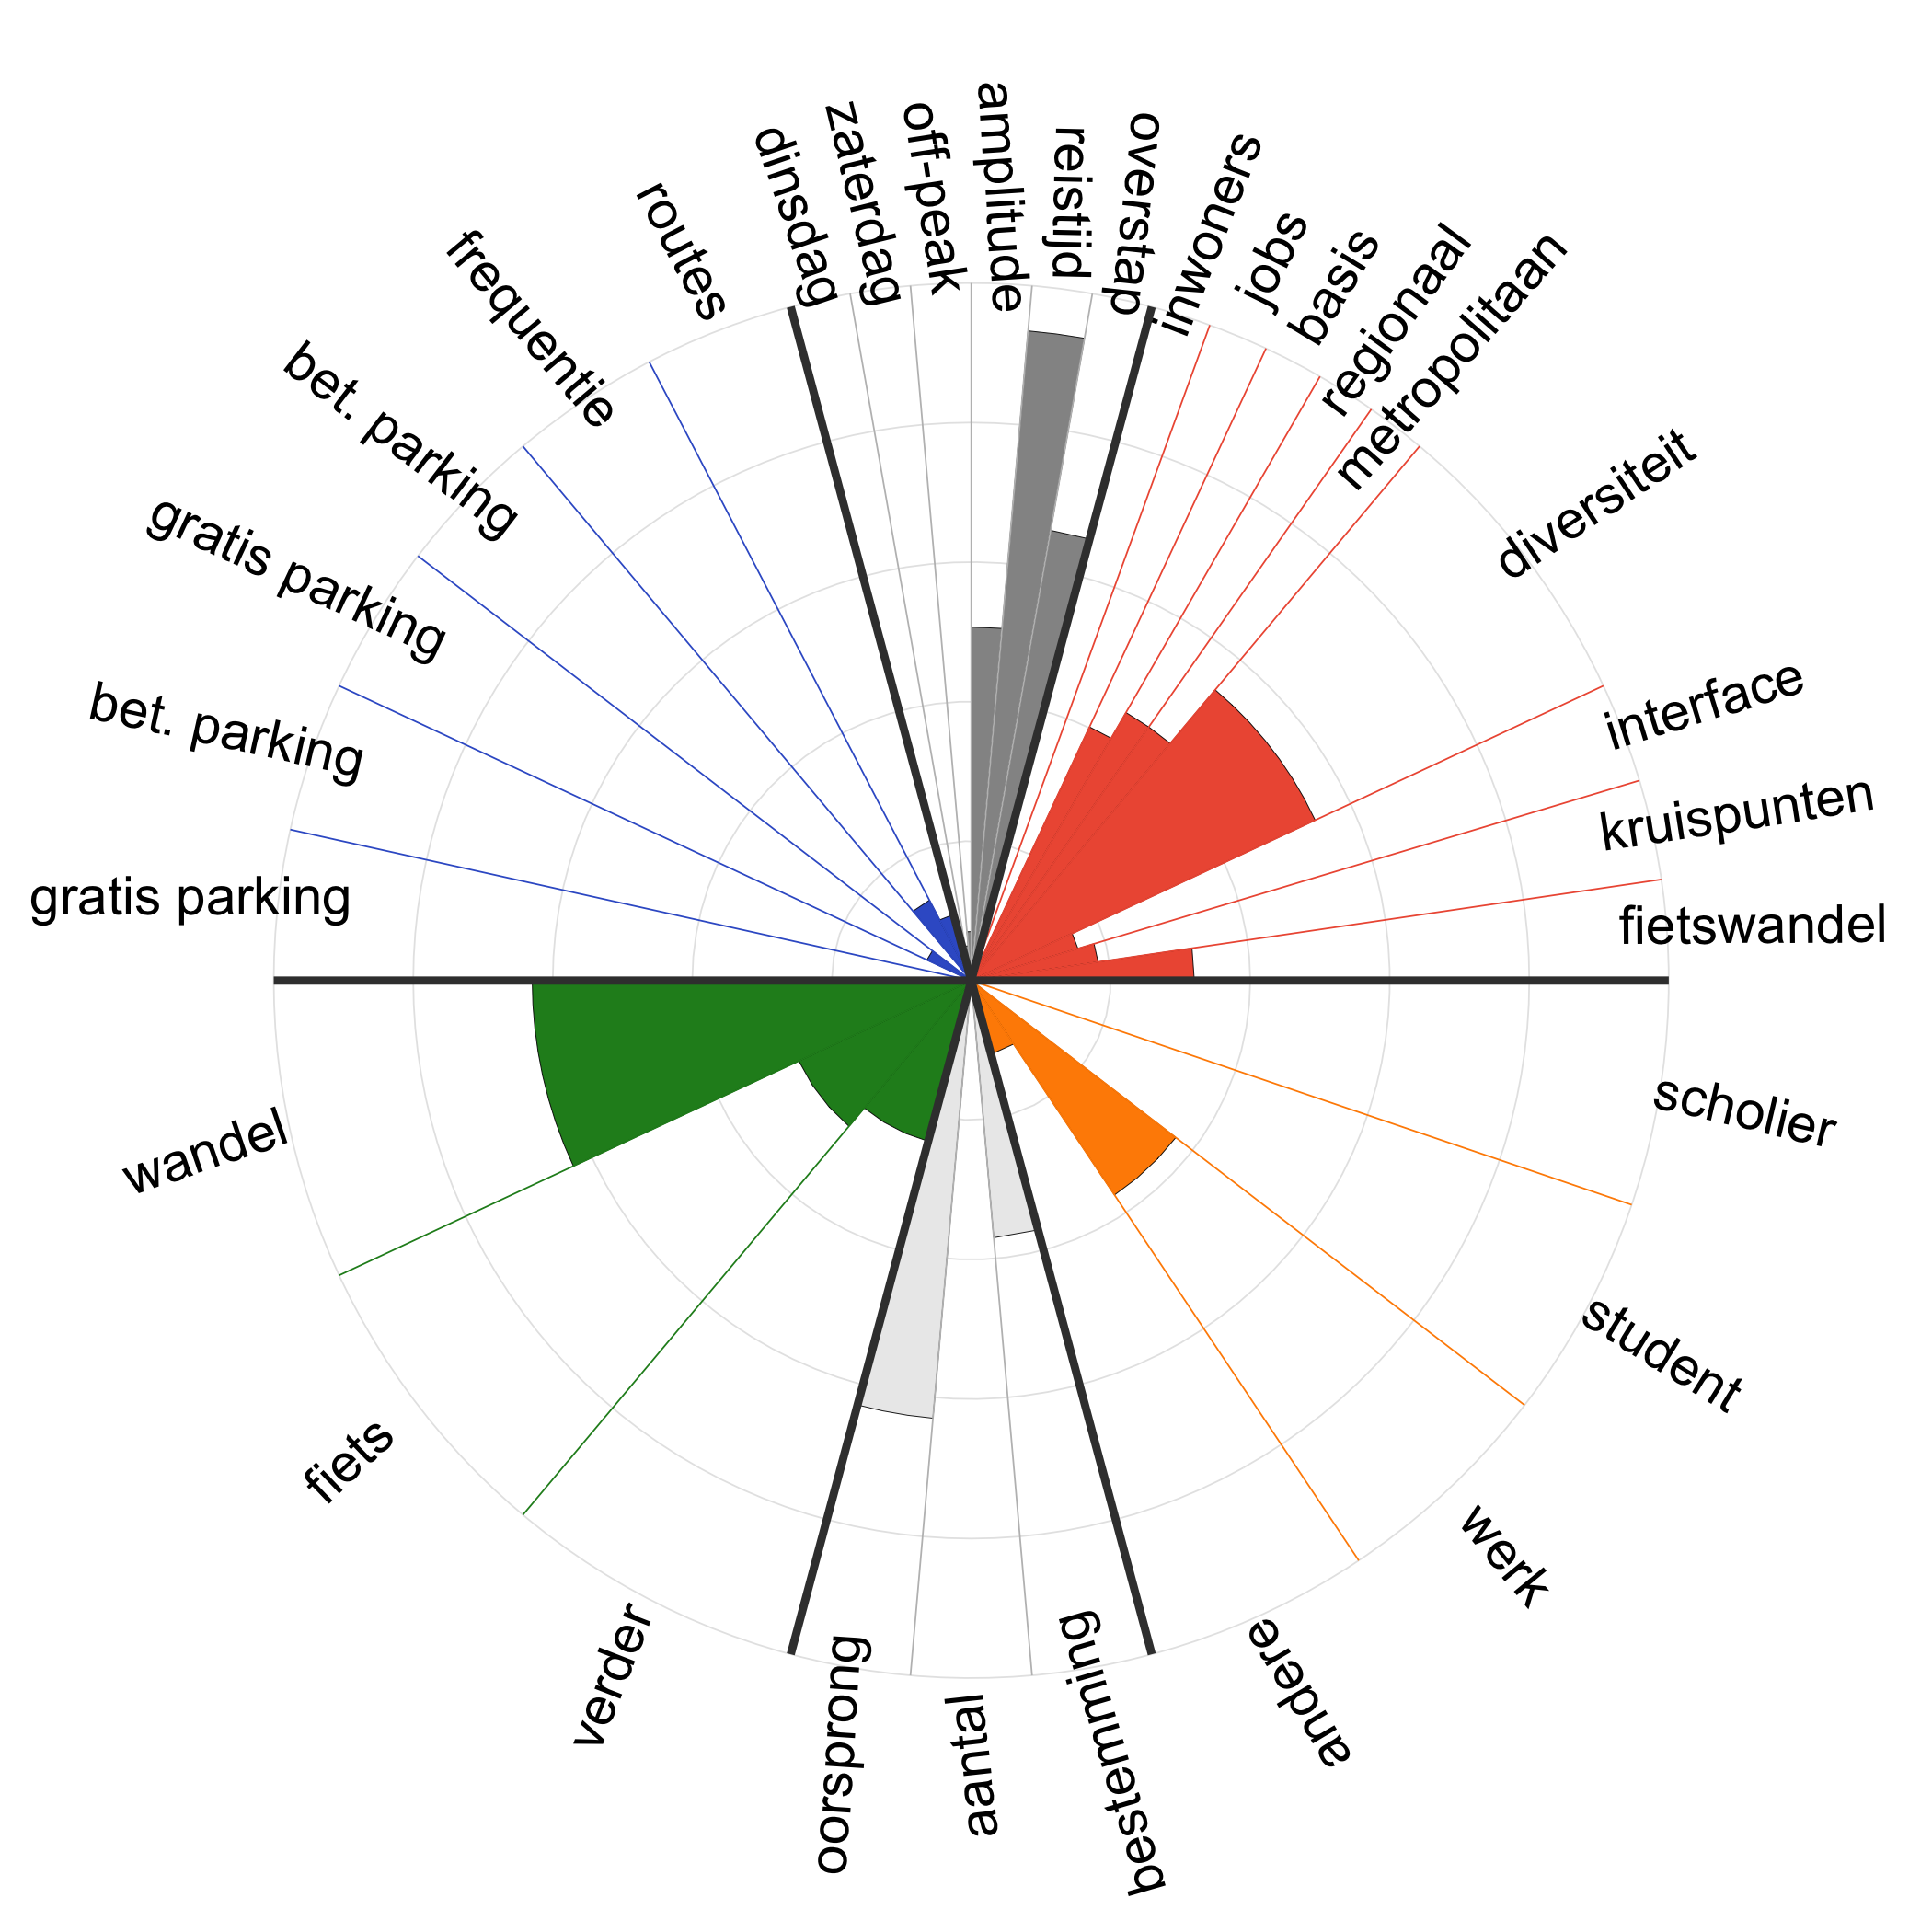 dinsdag
zaterdag
off-peak
amplitude
reistijd
overstap
inwoners
jobs
basis
regionaal
metropolitaan
diversiteit
interface
kruispunten
fietswandel
scholier
student
werk
andere
bestemming
aantal
oorsprong
verder
fiets
wandel
gratis parking
bet. parking
gratis parking
bet. parking
frequentie
routes